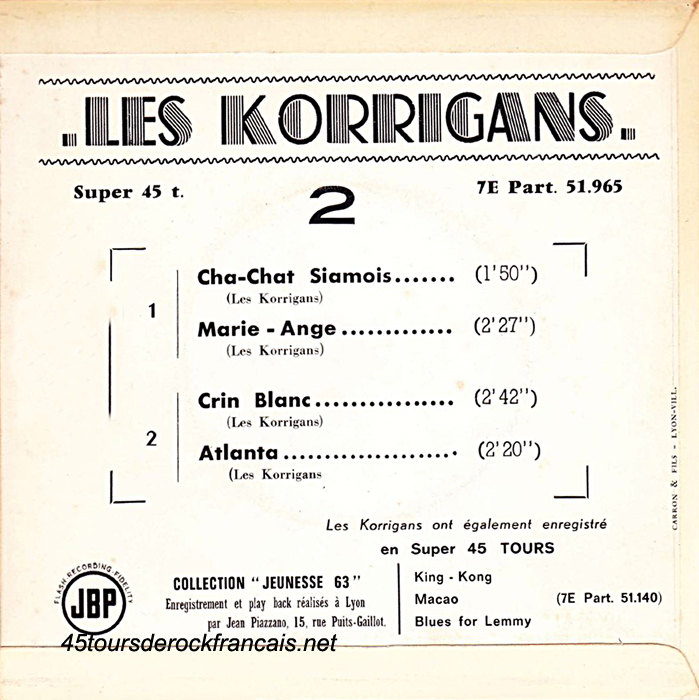 .LES KORRIGANS.
Super 45 t.
2
7E Part. 51.965
1
Cha-Chat Siamois....... (1'50")
(Les Korrigans)
Marie - Ange ............. (2'27")
(Les Korrigans)
2
Crin Blanc................ (2'42")
(Les Korrigans)
Atlanta ..................... (2'20")
(Les Korrigans
CARRON & FILS - LYON-VILL.
Les Korrigans ont également enregistré
en Super 45 TOURS
King - Kong
Macao (7E Part. 51.140)
Blues for Lemmy
FLASH-RECORDING-FIDELITY
JBP
COLLECTION "JEUNESSE 63"
Enregistrement et play back réalisés à Lyon
par Jean Piazzano, 15, rue Puits-Gaillot.
45toursderockfrancais.net